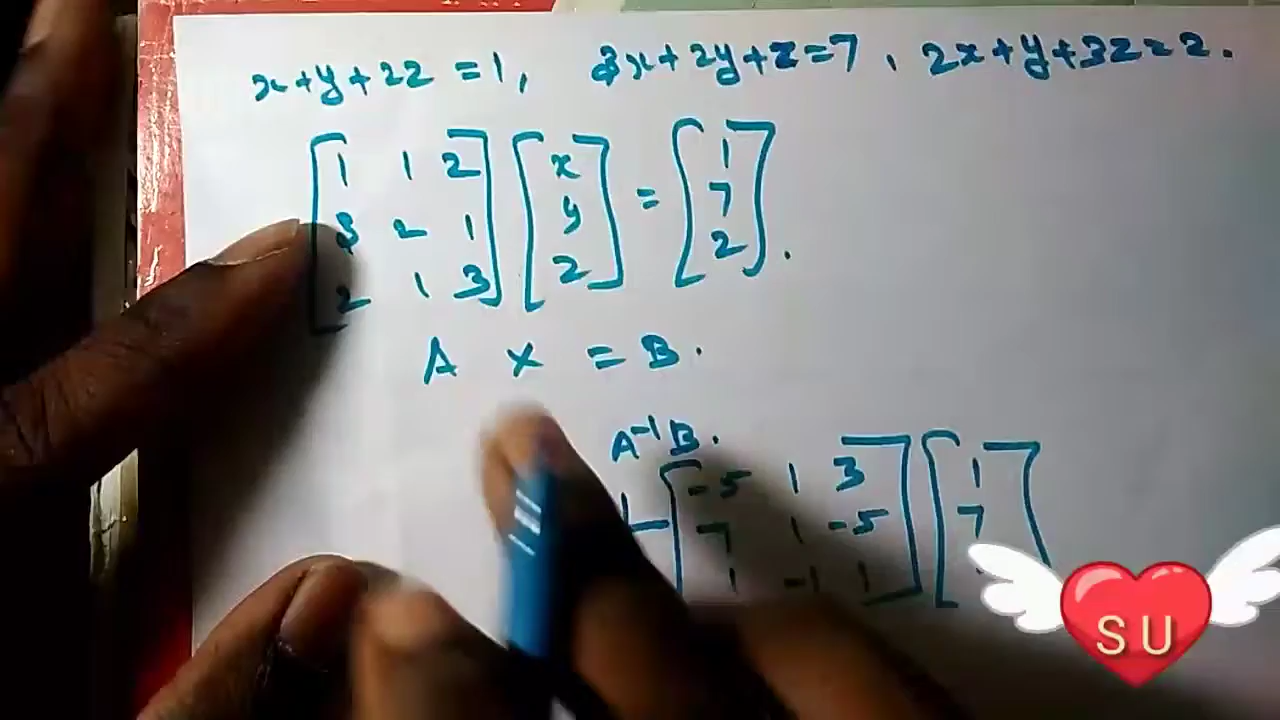 x+y+2z =1, 3x+2y+z=7, 2x+y+3z=2.
1 1 2 x 1
3 2 1 y = 7
2 1 3 z 2.
A X = B.
A⁻¹B.
-5 1 3 1
7 1 -5 7
1 -1 1
SU